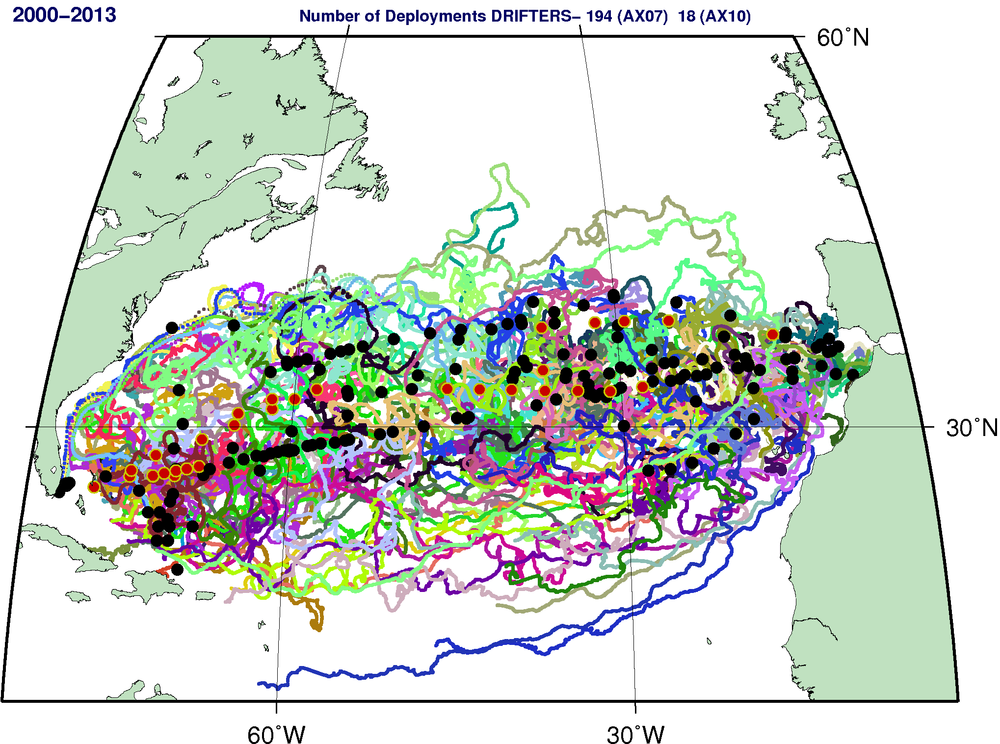 2000−2013
Number of Deployments DRIFTERS− 194 (AX07) 18 (AX10)
60°N
30°N
60°W
30°W